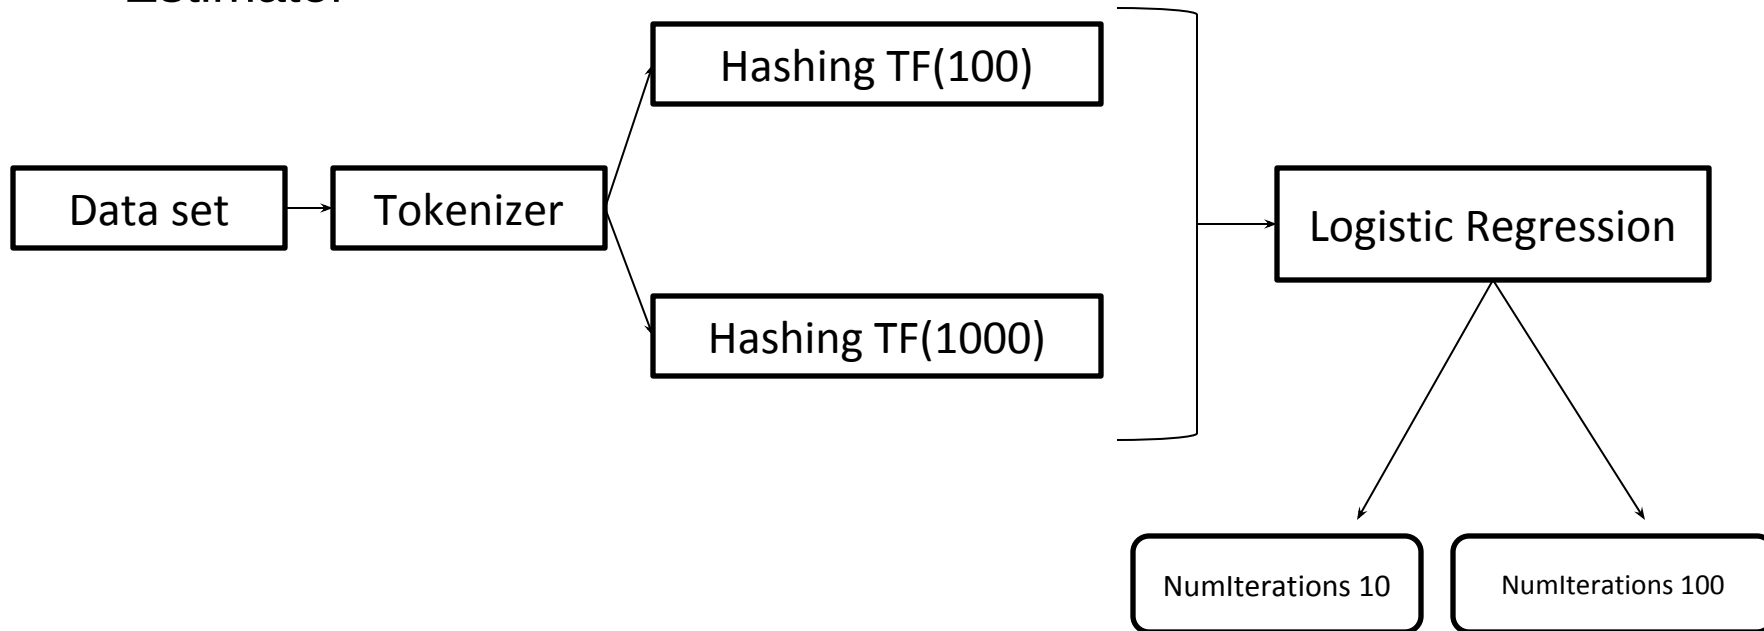 Hashing TF(100)
Data set
Tokenizer
Logistic Regression
Hashing TF(1000)
NumIterations 10
NumIterations 100